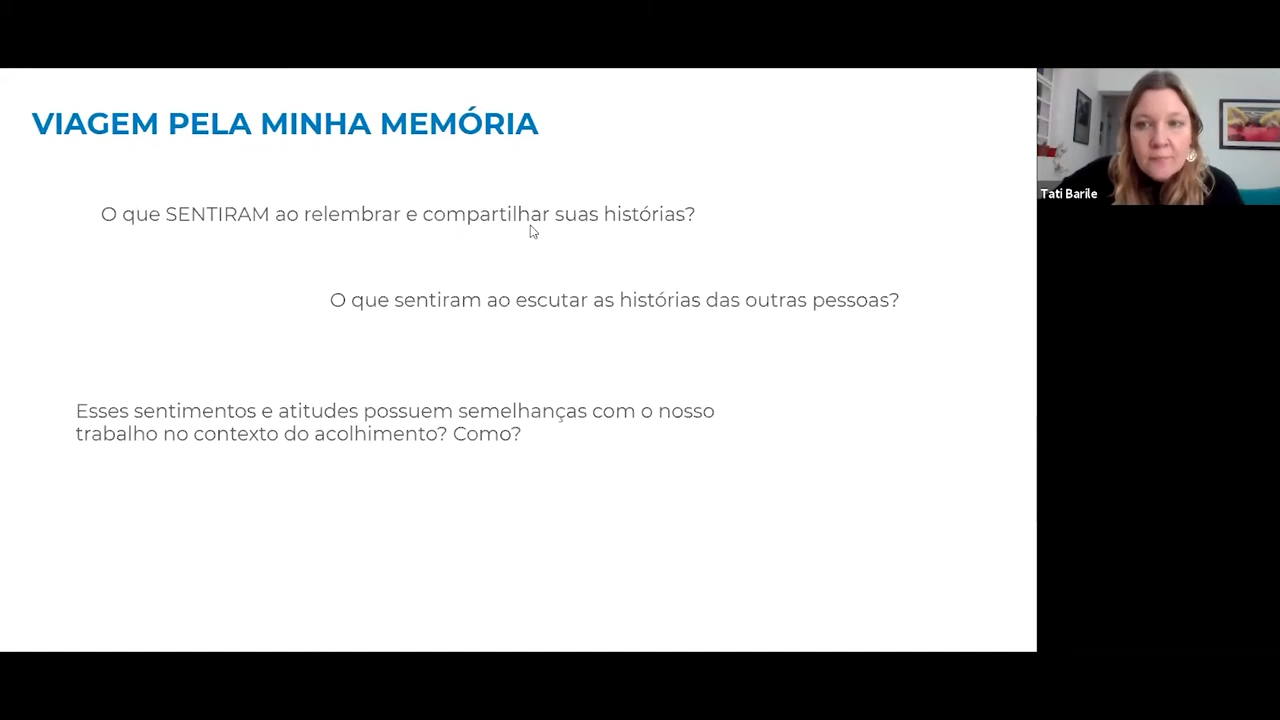 VIAGEM PELA MINHA MEMÓRIA
O que SENTIRAM ao relembrar e compartilhar suas histórias?
O que sentiram ao escutar as histórias das outras pessoas?
Esses sentimentos e atitudes possuem semelhanças com o nosso
trabalho no contexto do acolhimento? Como?
Tati Barile